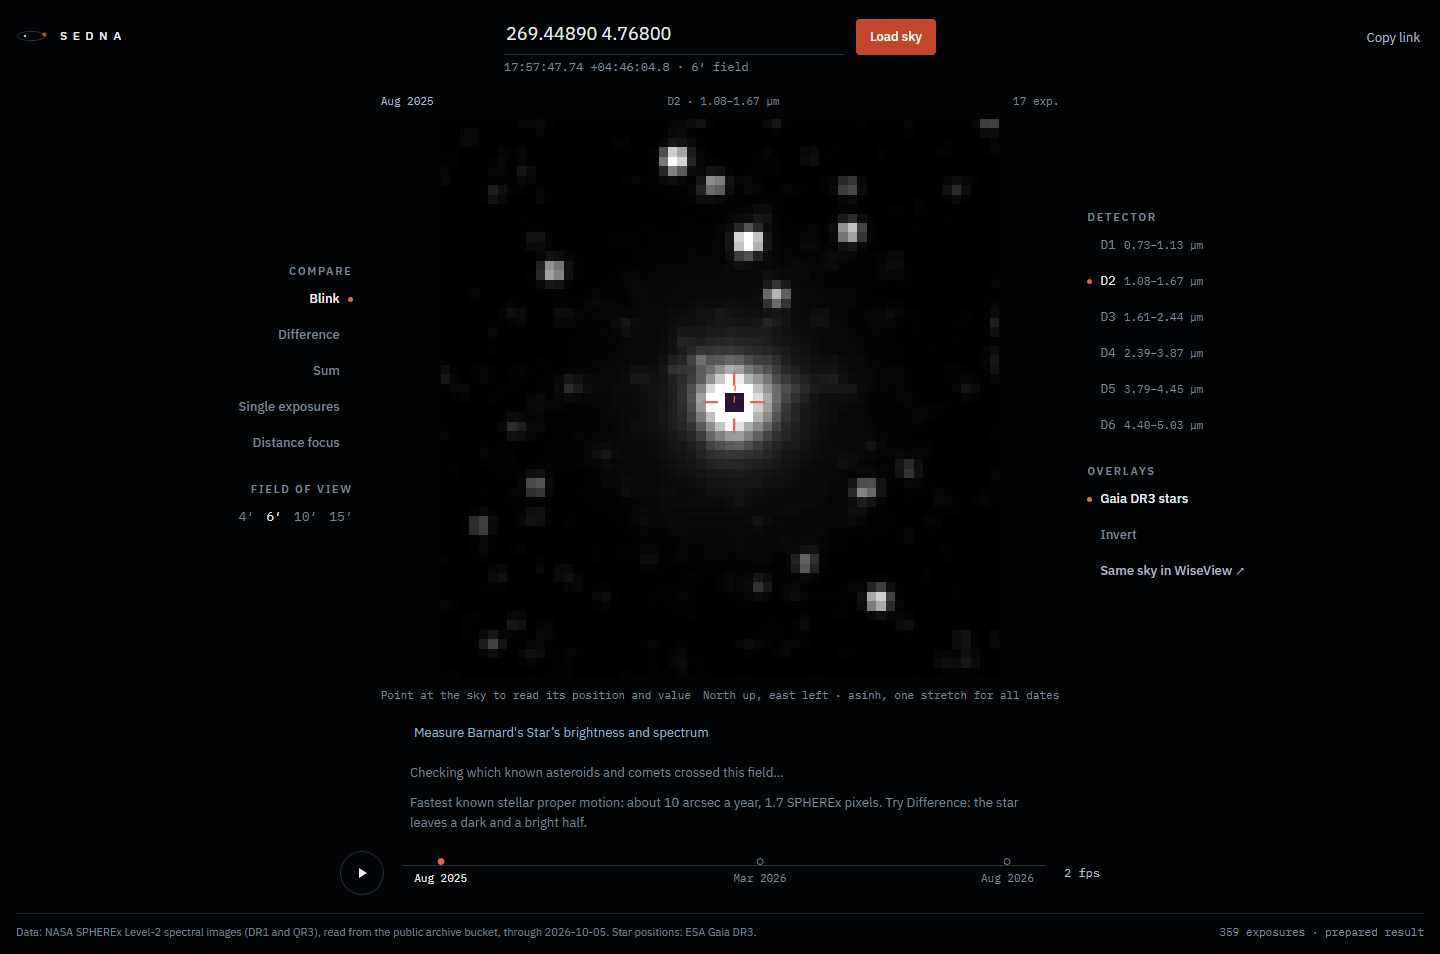 SEDNA
269.44890 4.76800
Load sky
Copy link
17:57:47.74 +04:46:04.8 · 6′ field
Aug 2025
D2 · 1.08–1.67 µm
17 exp.
COMPARE
Blink
Difference
Sum
Single exposures
Distance focus
FIELD OF VIEW
4′ 6′ 10′ 15′
DETECTOR
D1 0.73–1.13 µm
D2 1.08–1.67 µm
D3 1.61–2.44 µm
D4 2.39–3.87 µm
D5 3.79–4.45 µm
D6 4.40–5.03 µm
OVERLAYS
Gaia DR3 stars
Invert
Same sky in WiseView ↗
Point at the sky to read its position and value
North up, east left · asinh, one stretch for all dates
Measure Barnard's Star’s brightness and spectrum
Checking which known asteroids and comets crossed this field…
Fastest known stellar proper motion: about 10 arcsec a year, 1.7 SPHEREx pixels. Try Difference: the star
leaves a dark and a bright half.
Aug 2025
Mar 2026
Aug 2026
2 fps
Data: NASA SPHEREx Level-2 spectral images (DR1 and QR3), read from the public archive bucket, through 2026-10-05. Star positions: ESA Gaia DR3.
359 exposures · prepared result